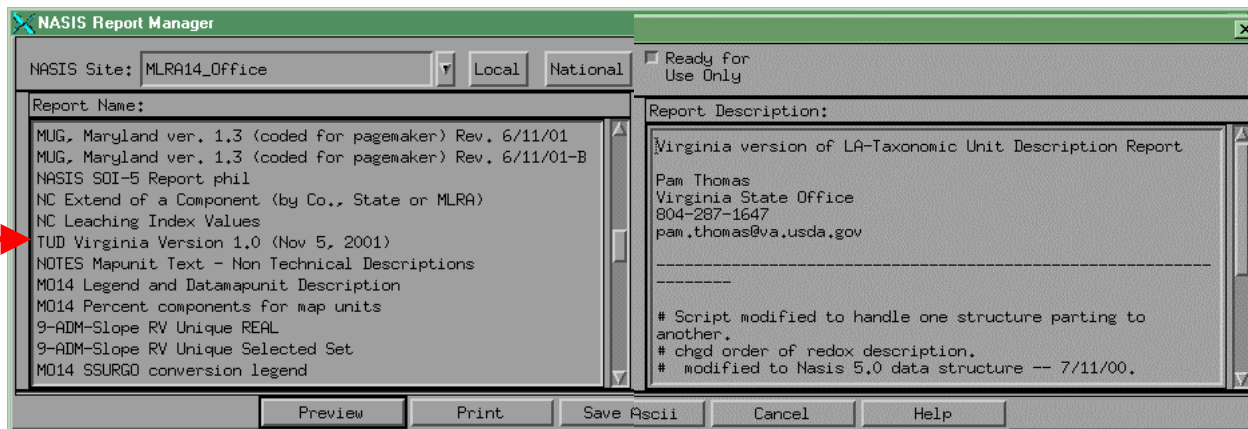 NASIS Report Manager
NASIS Site: MLRA14_Office Local National
Ready for
Use Only
Report Name:
MUG, Maryland ver. 1.3 (coded for pagemaker) Rev. 6/11/01
MUG, Maryland ver. 1.3 (coded for pagemaker) Rev. 6/11/01-B
NASIS SOI-5 Report phil
NC Extend of a Component (by Co., State or MLRA)
NC Leaching Index Values
TUD Virginia Version 1.0 (Nov 5, 2001)
NOTES Mapunit Text - Non Technical Descriptions
MO14 Legend and Datamapunit Description
MO14 Percent components for map units
9-ADM-Slope RV Unique REAL
9-ADM-Slope RV Unique Selected Set
MO14 SSURGO conversion legend
Report Description:
Virginia version of LA-Taxonomic Unit Description Report
Pam Thomas
Virginia State Office
804-287-1647
pam.thomas@va.usda.gov
----------------------------------------------------------------
--------
# Script modified to handle one structure parting to
another.
# chgd order of redox description.
#  modified to Nasis 5.0 data structure -- 7/11/00.
Preview Print Save Ascii Cancel Help